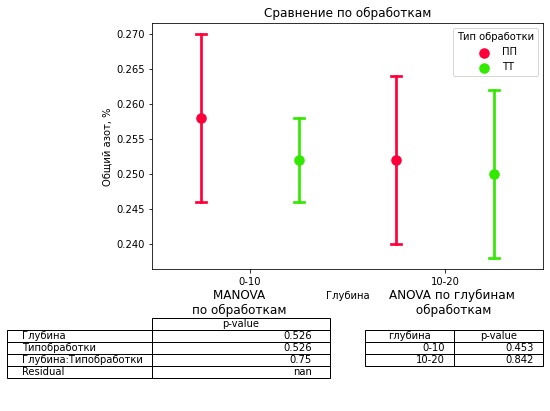 Сравнение по обработкам
Общий азот, %
0.270
0.265
0.260
0.255
0.250
0.245
0.240
Тип обработки
ПП
ТТ
0-10 10-20
Глубина
MANOVA
по обработкам
p-value
Глубина 0.526
Типобработки 0.526
Глубина:Типобработки 0.75
Residual nan
ANOVA по глубинам
обработкам
глубина p-value
0-10 0.453
10-20 0.842